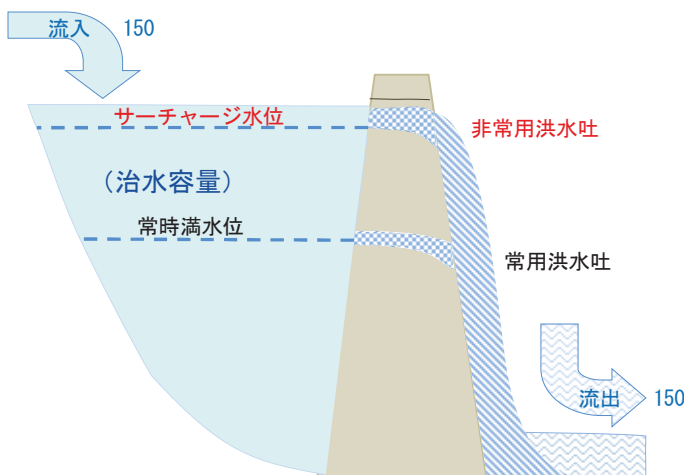 流入 150
サーチャージ水位
非常用洪水吐
（治水容量）
常時満水位
常用洪水吐
流出 150